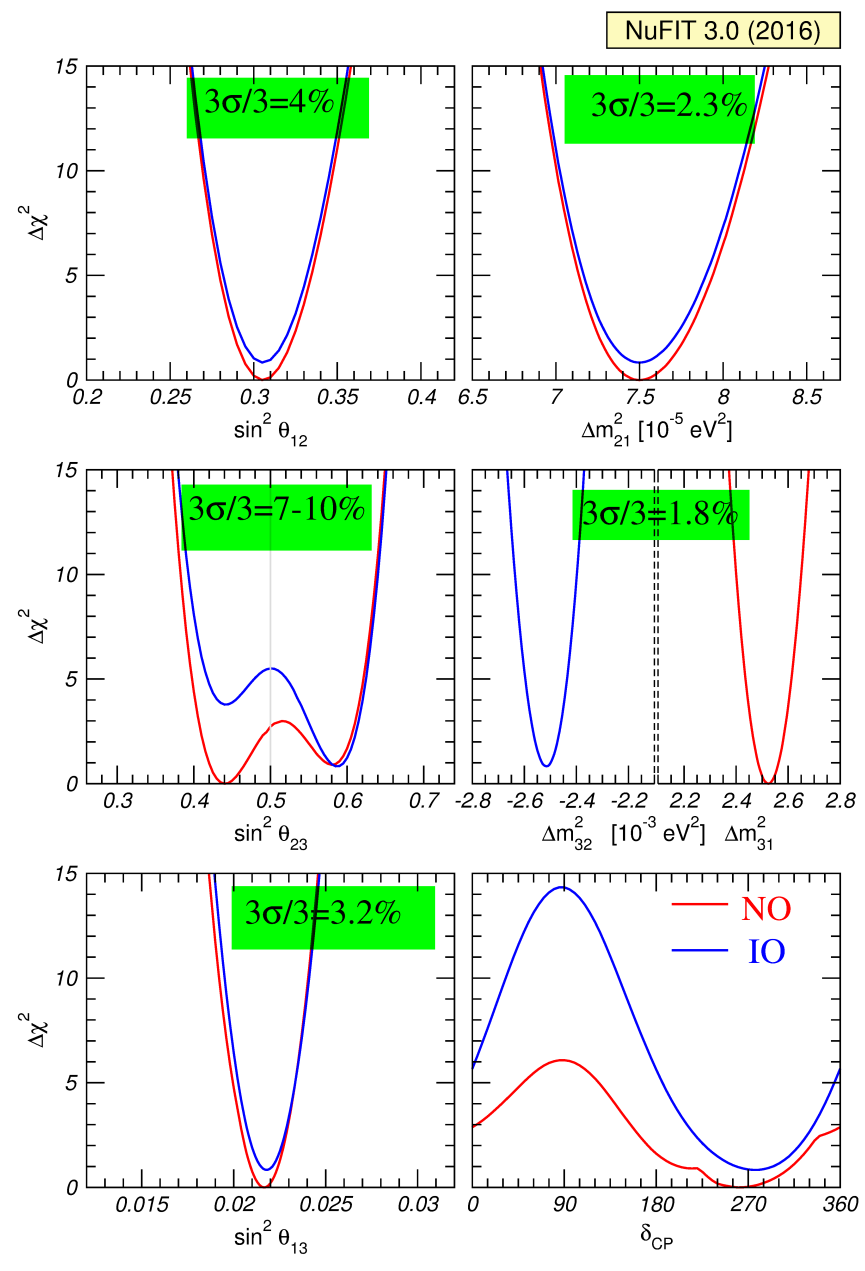 NuFIT 3.0 (2016)
3σ/3=4%
3σ/3=2.3%
Δχ²
15
10
5
0
0.2 0.25 0.3 0.35 0.4
6.5 7 7.5 8 8.5
sin² θ₁₂
Δm²₂₁ [10⁻⁵ eV²]
3σ/3=7-10%
3σ/3=1.8%
Δχ²
15
10
5
0
0.3 0.4 0.5 0.6 0.7
-2.8 -2.6 -2.4 -2.2 2.2 2.4 2.6 2.8
sin² θ₂₃
Δm²₃₂ [10⁻³ eV²] Δm²₃₁
3σ/3=3.2%
NO
IO
Δχ²
15
10
5
0
0.015 0.02 0.025 0.03
0 90 180 270 360
sin² θ₁₃
δCP